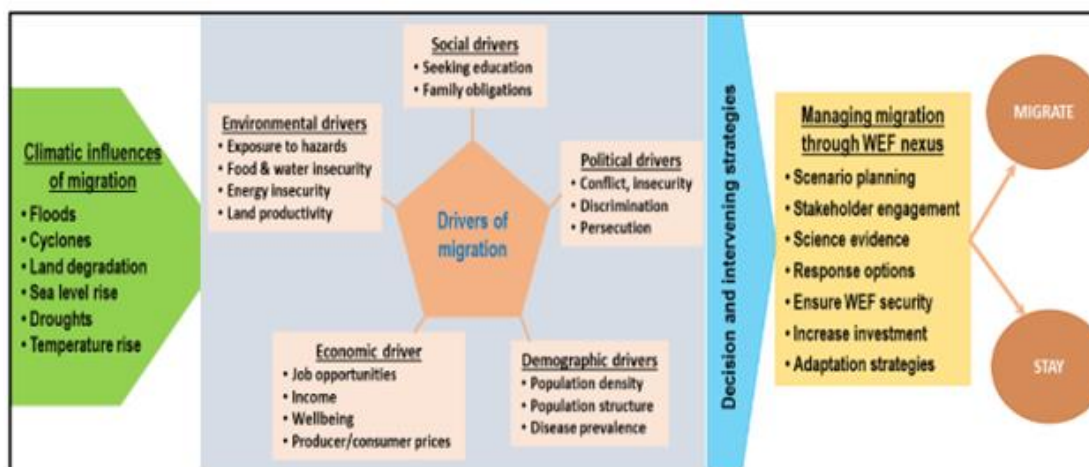 Climatic influences
of migration
• Floods
• Cyclones
• Land degradation
• Sea level rise
• Droughts
• Temperature rise
Social drivers
• Seeking education
• Family obligations
Environmental drivers
• Exposure to hazards
• Food & water insecurity
• Energy insecurity
• Land productivity
Political drivers
• Conflict, insecurity
• Discrimination
• Persecution
Drivers of
migration
Economic driver
• Job opportunities
• Income
• Wellbeing
• Producer/consumer prices
Demographic drivers
• Population density
• Population structure
• Disease prevalence
Decision and intervening strategies
Managing migration
through WEF nexus
• Scenario planning
• Stakeholder engagement
• Science evidence
• Response options
• Ensure WEF security
• Increase investment
• Adaptation strategies
MIGRATE
STAY